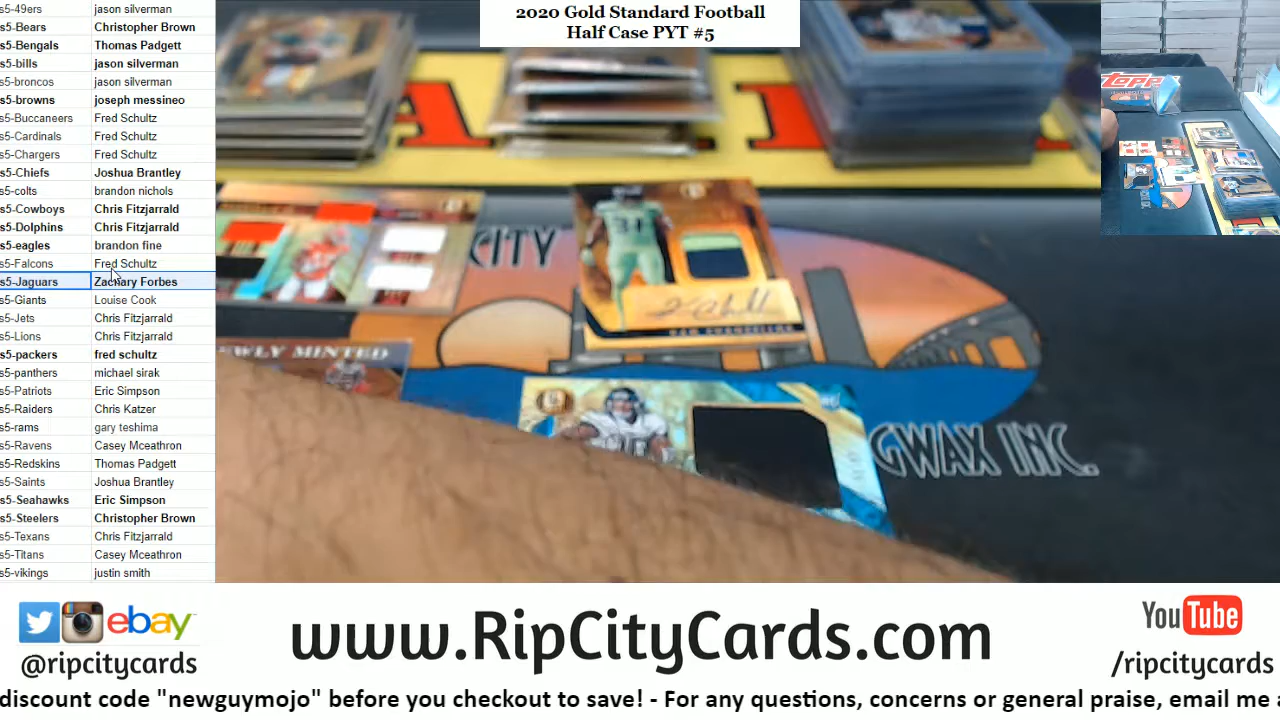 2020 Gold Standard Football
Half Case PYT #5
s5-49ers jason silverman
s5-Bears Christopher Brown
s5-Bengals Thomas Padgett
s5-bills jason silverman
s5-broncos jason silverman
s5-browns joseph messineo
s5-Buccaneers Fred Schultz
s5-Cardinals Fred Schultz
s5-Chargers Fred Schultz
s5-Chiefs Joshua Brantley
s5-colts brandon nichols
s5-Cowboys Chris Fitzjarrald
s5-Dolphins Chris Fitzjarrald
s5-eagles brandon fine
s5-Falcons Fred Schultz
s5-Jaguars Zachary Forbes
s5-Giants Louise Cook
s5-Jets Chris Fitzjarrald
s5-Lions Chris Fitzjarrald
s5-packers fred schultz
s5-panthers michael sirak
s5-Patriots Eric Simpson
s5-Raiders Chris Katzer
s5-rams gary teshima
s5-Ravens Casey Mceathron
s5-Redskins Thomas Padgett
s5-Saints Joshua Brantley
s5-Seahawks Eric Simpson
s5-Steelers Christopher Brown
s5-Texans Chris Fitzjarrald
s5-Titans Casey Mceathron
s5-vikings justin smith
TOPPS
CITY
NEWLY MINTED
GWAX INC.
ebay
@ripcitycards
www.RipCityCards.com
YouTube
/ripcitycards
discount code "newguymojo" before you checkout to save! - For any questions, concerns or general praise, email me a